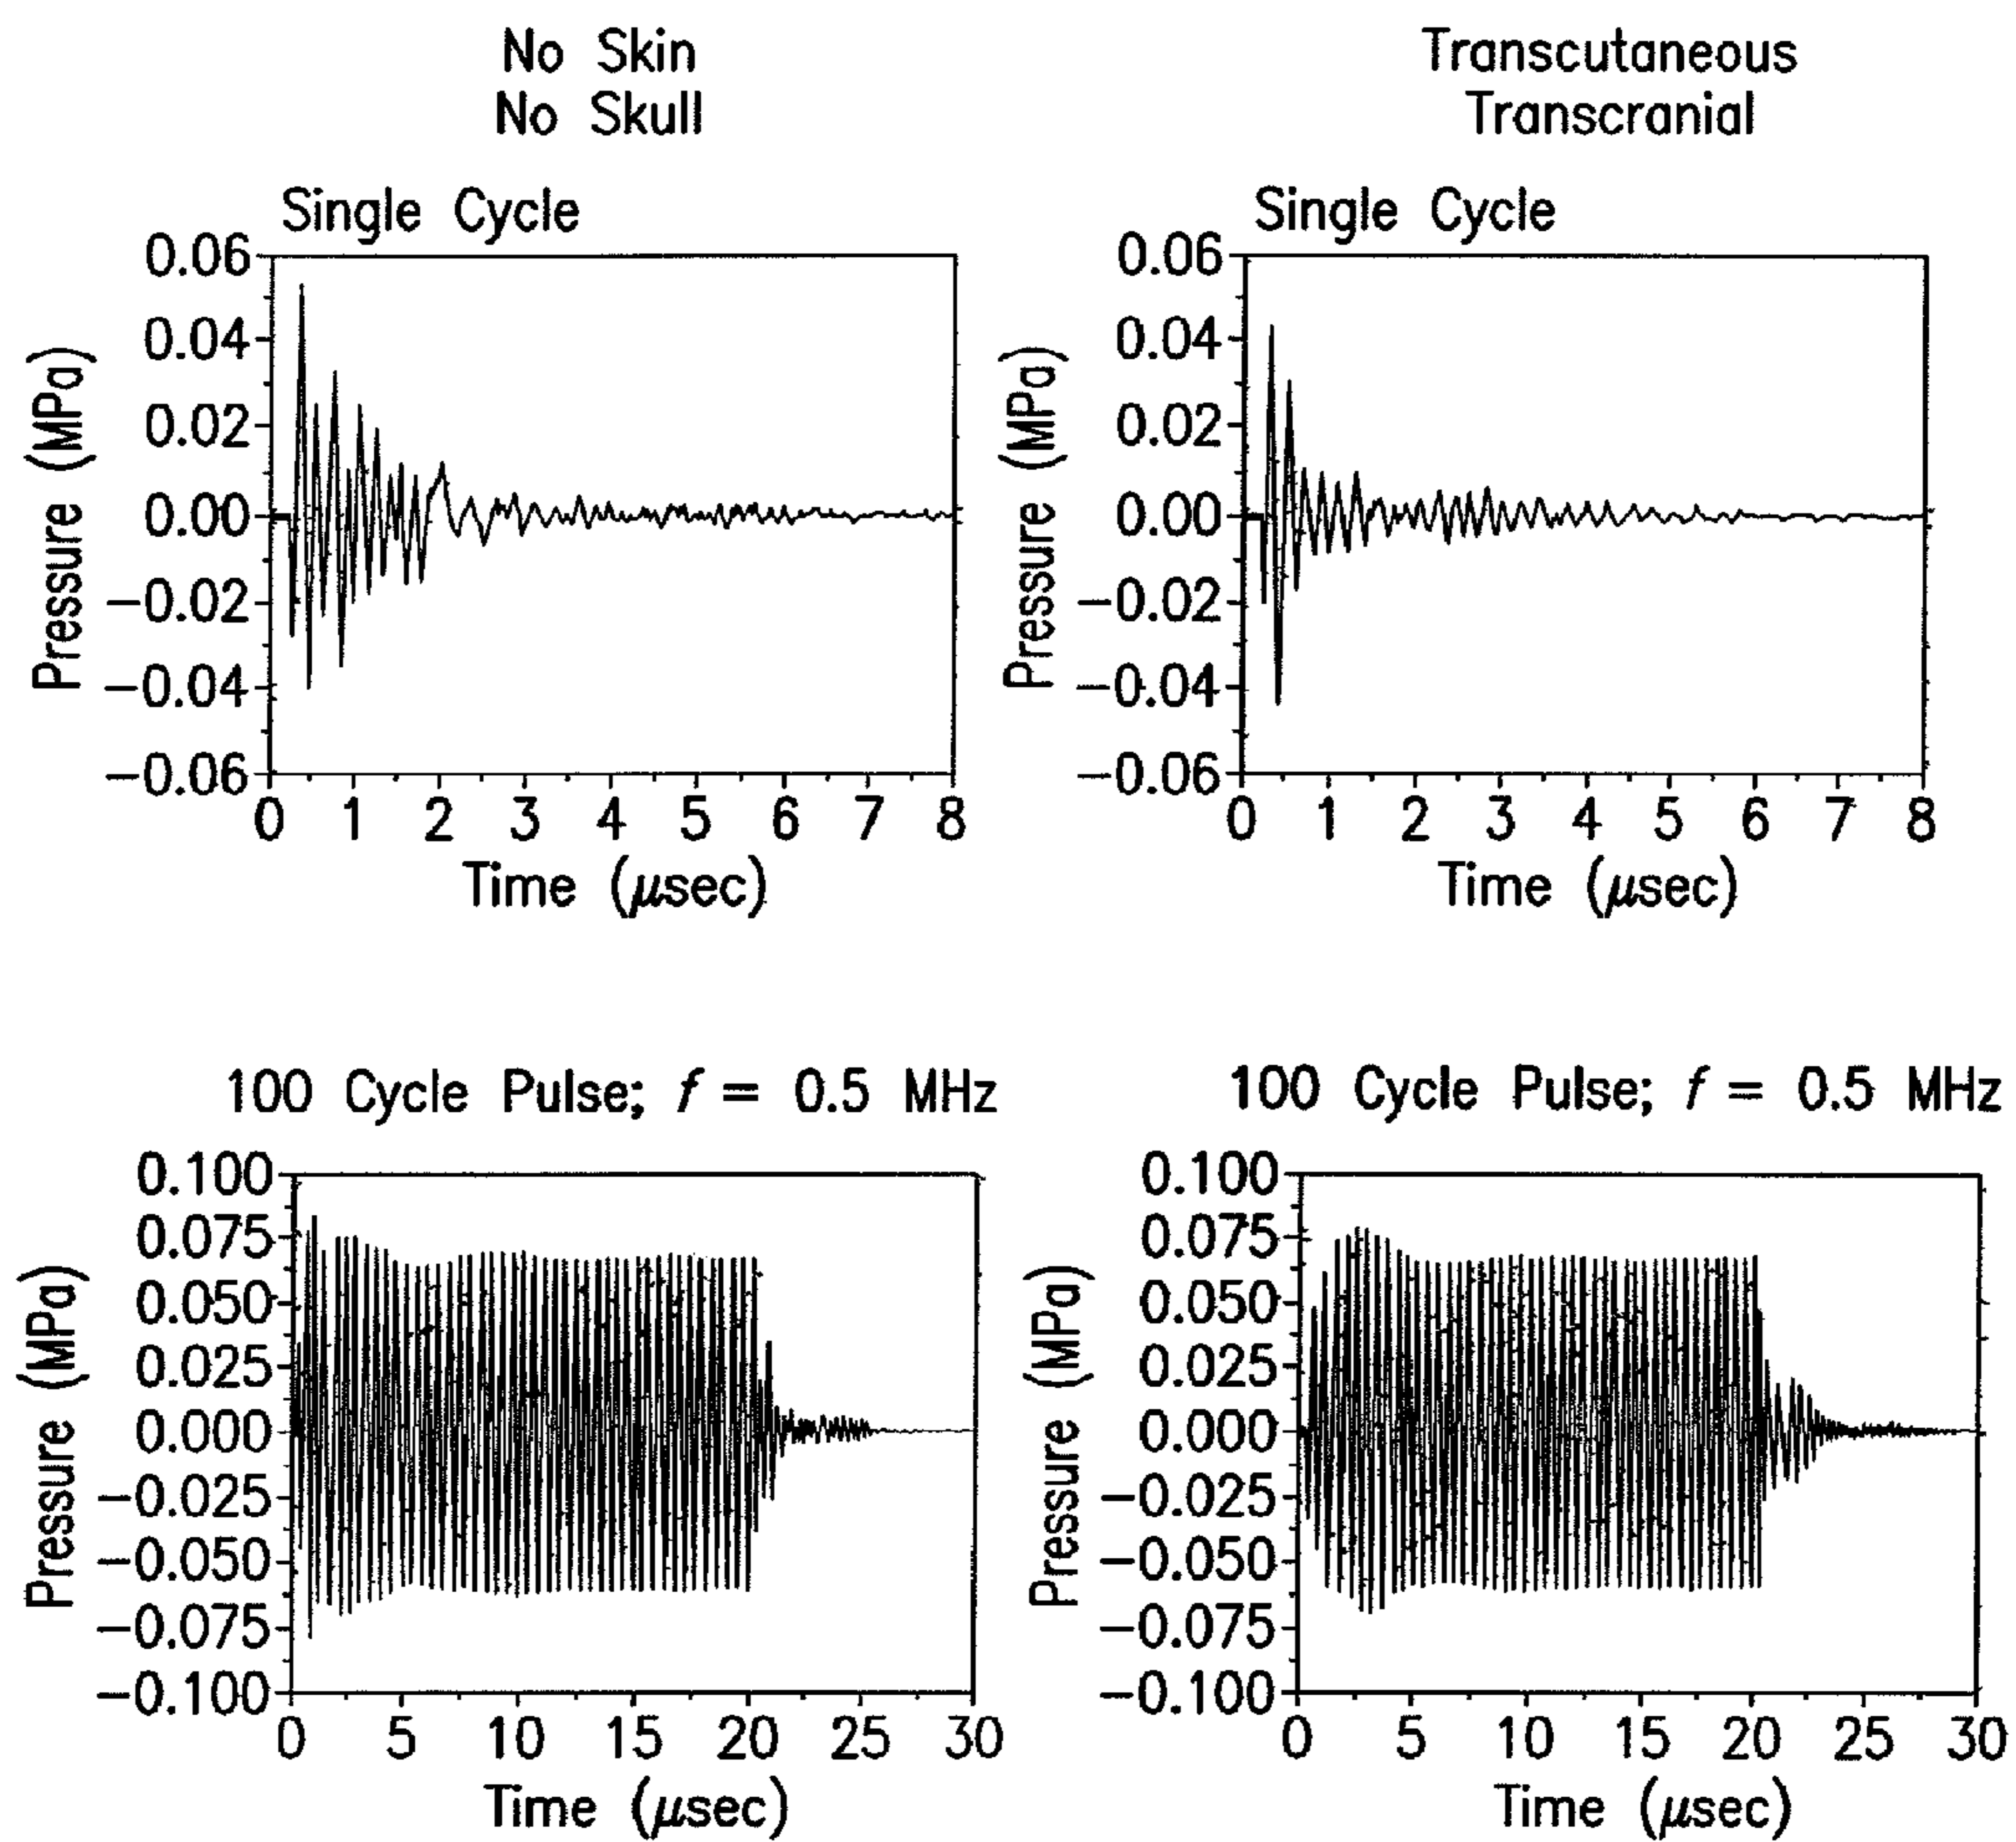 No Skin
No Skull
Transcutaneous
Transcranial
Single Cycle
0.06
0.04
0.02
0.00
−0.02
−0.04
−0.06
Pressure (MPa)
0 1 2 3 4 5 6 7 8
Time (μsec)
Single Cycle
0.06
0.04
0.02
0.00
−0.02
−0.04
−0.06
Pressure (MPa)
0 1 2 3 4 5 6 7 8
Time (μsec)
100 Cycle Pulse; f = 0.5 MHz
0.100
0.075
0.050
0.025
0.000
−0.025
−0.050
−0.075
−0.100
Pressure (MPa)
0 5 10 15 20 25 30
Time (μsec)
100 Cycle Pulse; f = 0.5 MHz
0.100
0.075
0.050
0.025
0.000
−0.025
−0.050
−0.075
−0.100
Pressure (MPa)
0 5 10 15 20 25 30
Time (μsec)